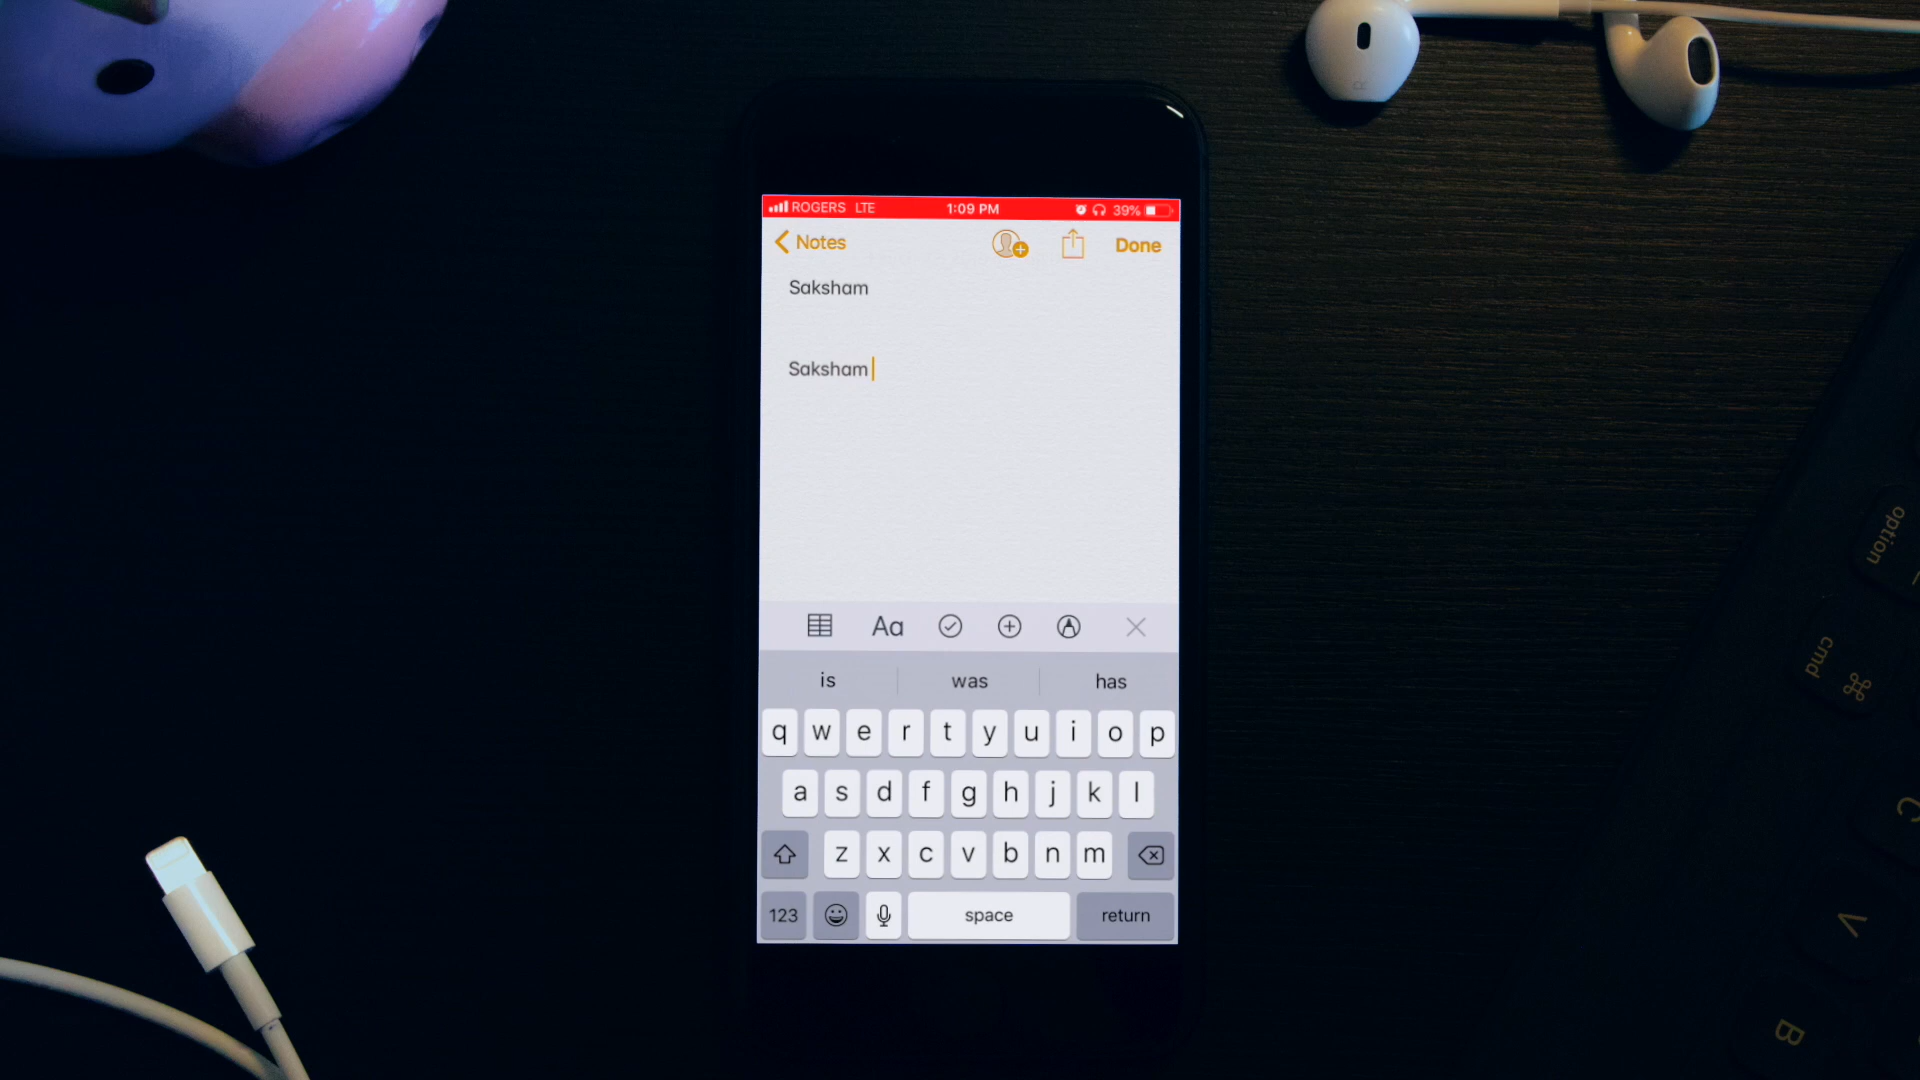 ROGERS LTE 1:09 PM 39%
Notes Done
Saksham
Saksham
Aa
is was has
q w e r t y u i o p
a s d f g h j k l
z x c v b n m
123 space return
option
cmd ⌘
C
V
B